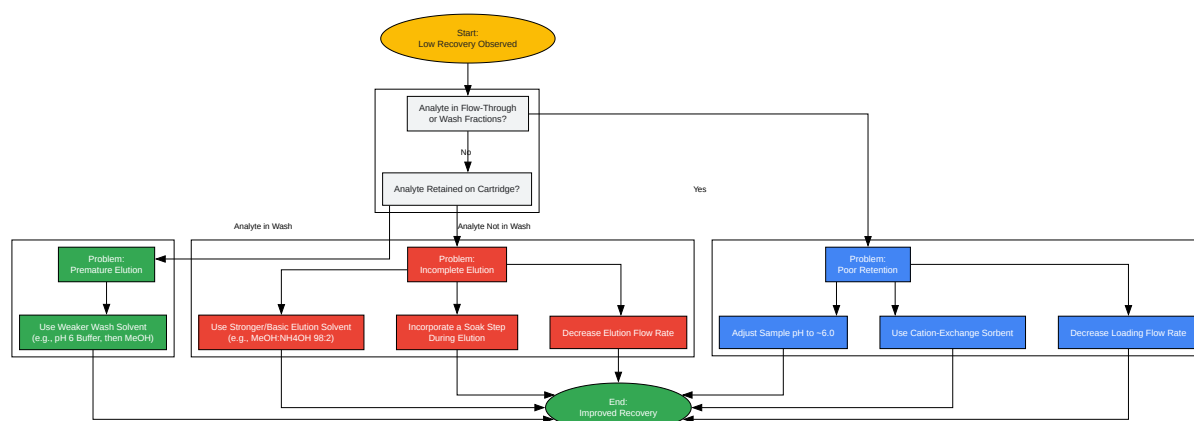 Start:
Low Recovery Observed
Analyte in Flow-Through
or Wash Fractions?
No
Analyte Retained on Cartridge?
Yes
Analyte in Wash
Analyte Not in Wash
Problem:
Premature Elution
Problem:
Incomplete Elution
Problem:
Poor Retention
Use Weaker Wash Solvent
(e.g., pH 6 Buffer, then MeOH)
Use Stronger/Basic Elution Solvent
(e.g., MeOH:NH4OH 98:2)
Incorporate a Soak Step
During Elution
Decrease Elution Flow Rate
Adjust Sample pH to ~6.0
Use Cation-Exchange Sorbent
Decrease Loading Flow Rate
End:
Improved Recovery